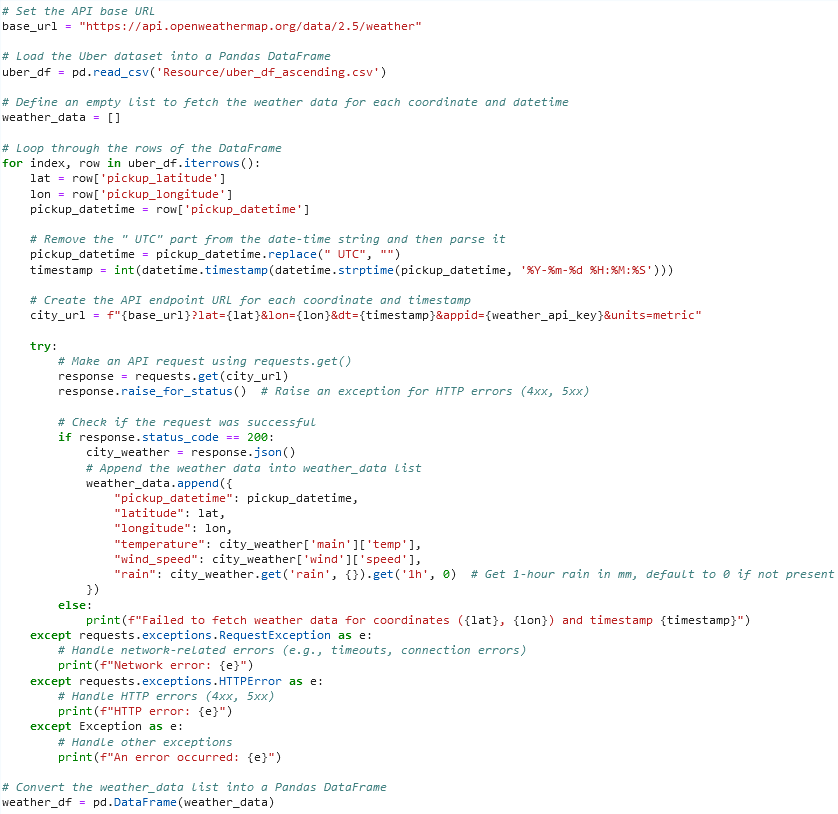 # Set the API base URL
base_url = "https://api.openweathermap.org/data/2.5/weather"

# Load the Uber dataset into a Pandas DataFrame
uber_df = pd.read_csv('Resource/uber_df_ascending.csv')

# Define an empty list to fetch the weather data for each coordinate and datetime
weather_data = []

# Loop through the rows of the DataFrame
for index, row in uber_df.iterrows():
    lat = row['pickup_latitude']
    lon = row['pickup_longitude']
    pickup_datetime = row['pickup_datetime']

    # Remove the " UTC" part from the date-time string and then parse it
    pickup_datetime = pickup_datetime.replace(" UTC", "")
    timestamp = int(datetime.timestamp(datetime.strptime(pickup_datetime, '%Y-%m-%d %H:%M:%S')))

    # Create the API endpoint URL for each coordinate and timestamp
    city_url = f"{base_url}?lat={lat}&lon={lon}&dt={timestamp}&appid={weather_api_key}&units=metric"

    try:
        # Make an API request using requests.get()
        response = requests.get(city_url)
        response.raise_for_status()  # Raise an exception for HTTP errors (4xx, 5xx)

        # Check if the request was successful
        if response.status_code == 200:
            city_weather = response.json()
            # Append the weather data into weather_data list
            weather_data.append({
                "pickup_datetime": pickup_datetime,
                "latitude": lat,
                "longitude": lon,
                "temperature": city_weather['main']['temp'],
                "wind_speed": city_weather['wind']['speed'],
                "rain": city_weather.get('rain', {}).get('1h', 0)  # Get 1-hour rain in mm, default to 0 if not present
            })
        else:
            print(f"Failed to fetch weather data for coordinates ({lat}, {lon}) and timestamp {timestamp}")
    except requests.exceptions.RequestException as e:
        # Handle network-related errors (e.g., timeouts, connection errors)
        print(f"Network error: {e}")
    except requests.exceptions.HTTPError as e:
        # Handle HTTP errors (4xx, 5xx)
        print(f"HTTP error: {e}")
    except Exception as e:
        # Handle other exceptions
        print(f"An error occurred: {e}")

# Convert the weather_data list into a Pandas DataFrame
weather_df = pd.DataFrame(weather_data)